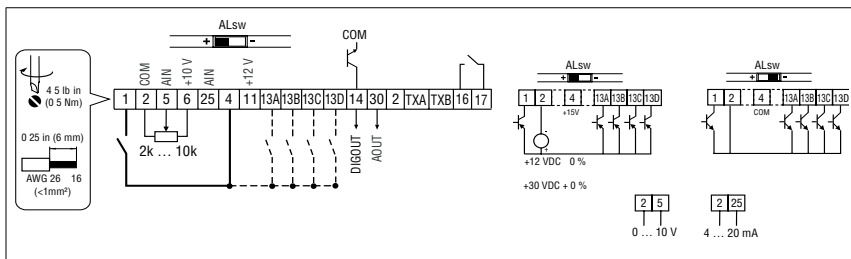 ALsw
+ -
COM
COM AIN +10 V AIN +12 V
1 2 5 6 25 4 11 13A 13B 13C 13D 14 30 2 TXA TXB 16 17
2k ... 10k
DIGOUT
AOUT
4 5 lb in
(0 5 Nm)
0 25 in (6 mm)
AWG 26 16
(<1mm²)
ALsw
+ -
1 2 4 13A 13B 13C 13D
+15V
+12 VDC 0 %
+30 VDC + 0 %
ALsw
+ -
1 2 4 13A 13B 13C 13D
COM
2 5
0 ... 10 V
2 25
4 ... 20 mA